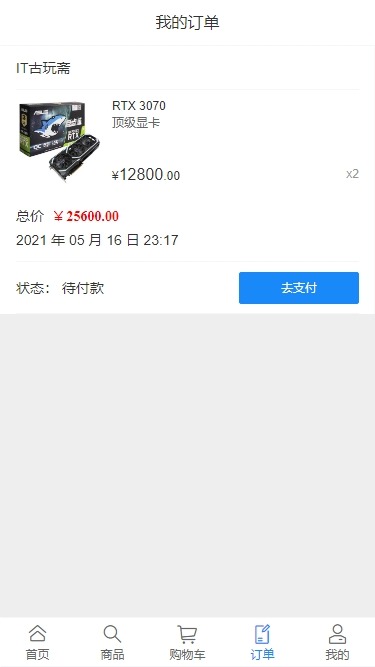 我的订单
IT古玩斋
RTX 3070
顶级显卡
¥12800.00
x2
总价 ￥25600.00
2021 年 05 月 16 日 23:17
状态： 待付款
去支付
首页
商品
购物车
订单
我的